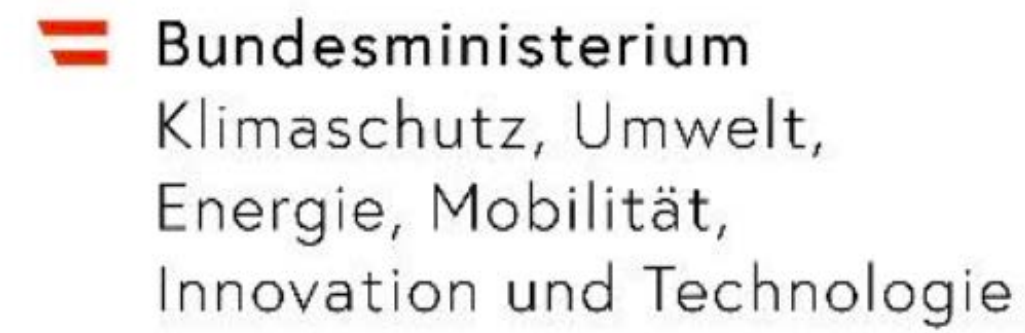 Bundesministerium
Klimaschutz, Umwelt,
Energie, Mobilität,
Innovation und Technologie